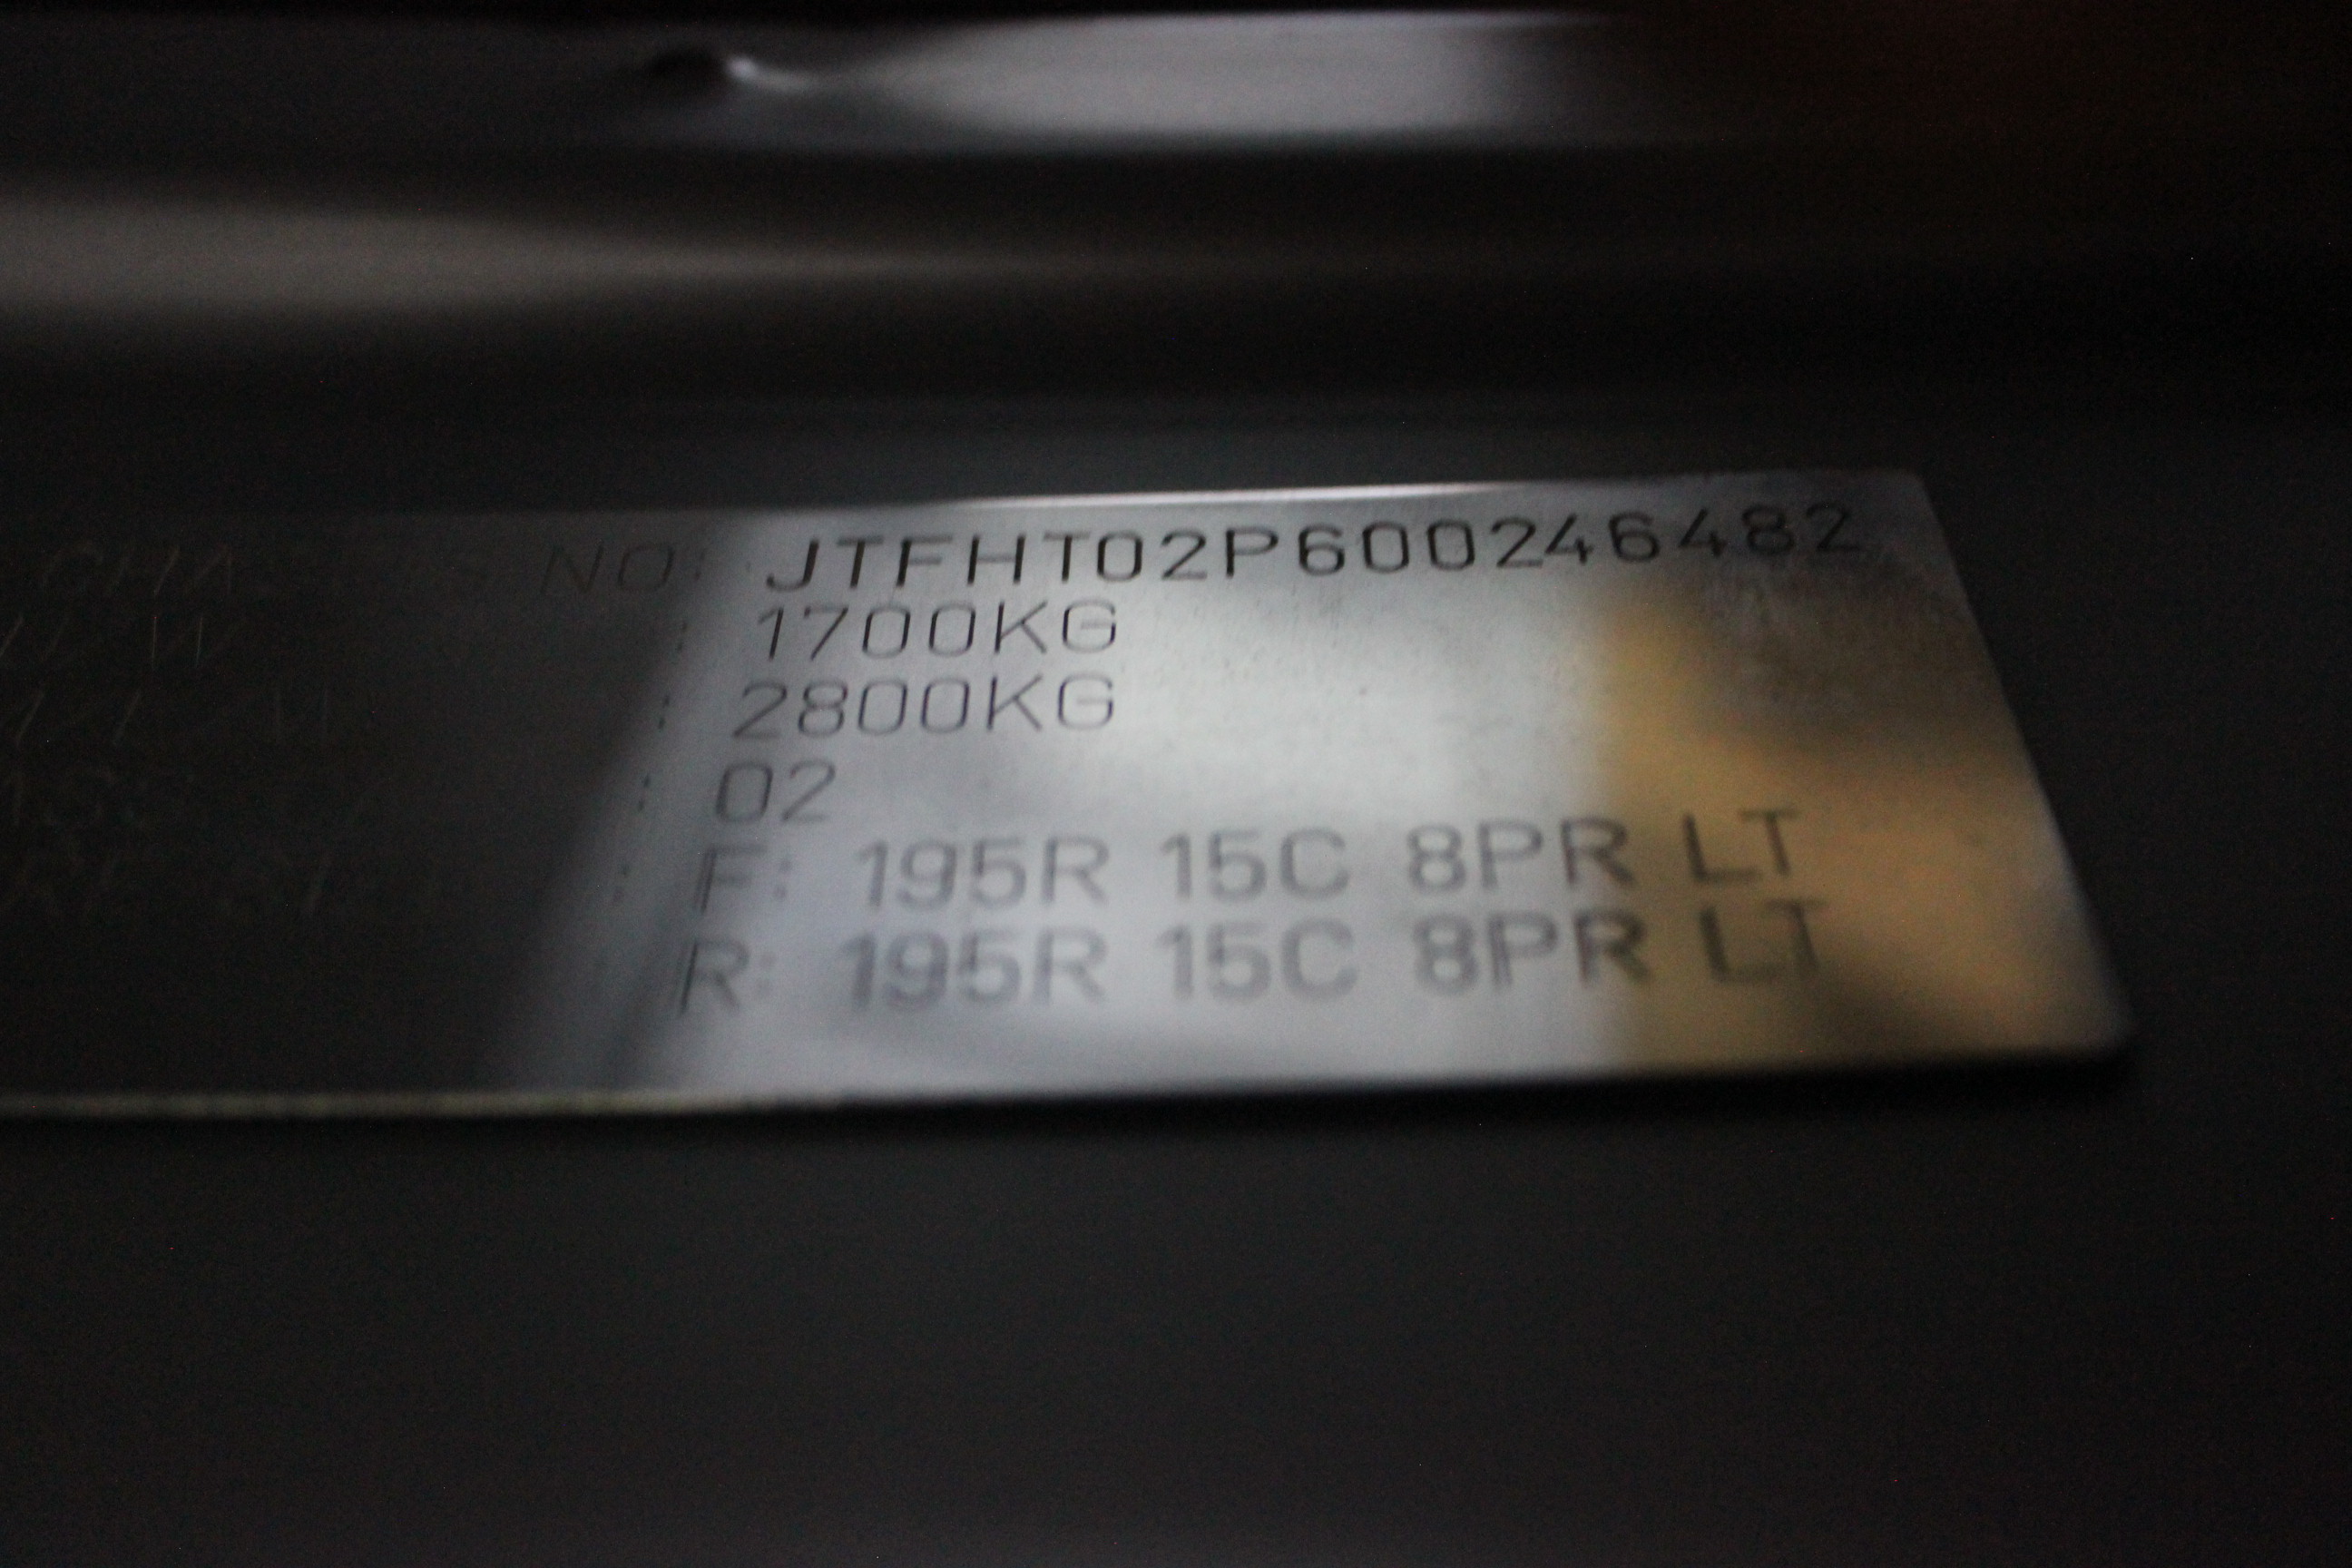 NO: JTFHT02P600246482
: 1700KG
: 2800KG
: 02
: F: 195R 15C 8PR LT
R: 195R 15C 8PR LT